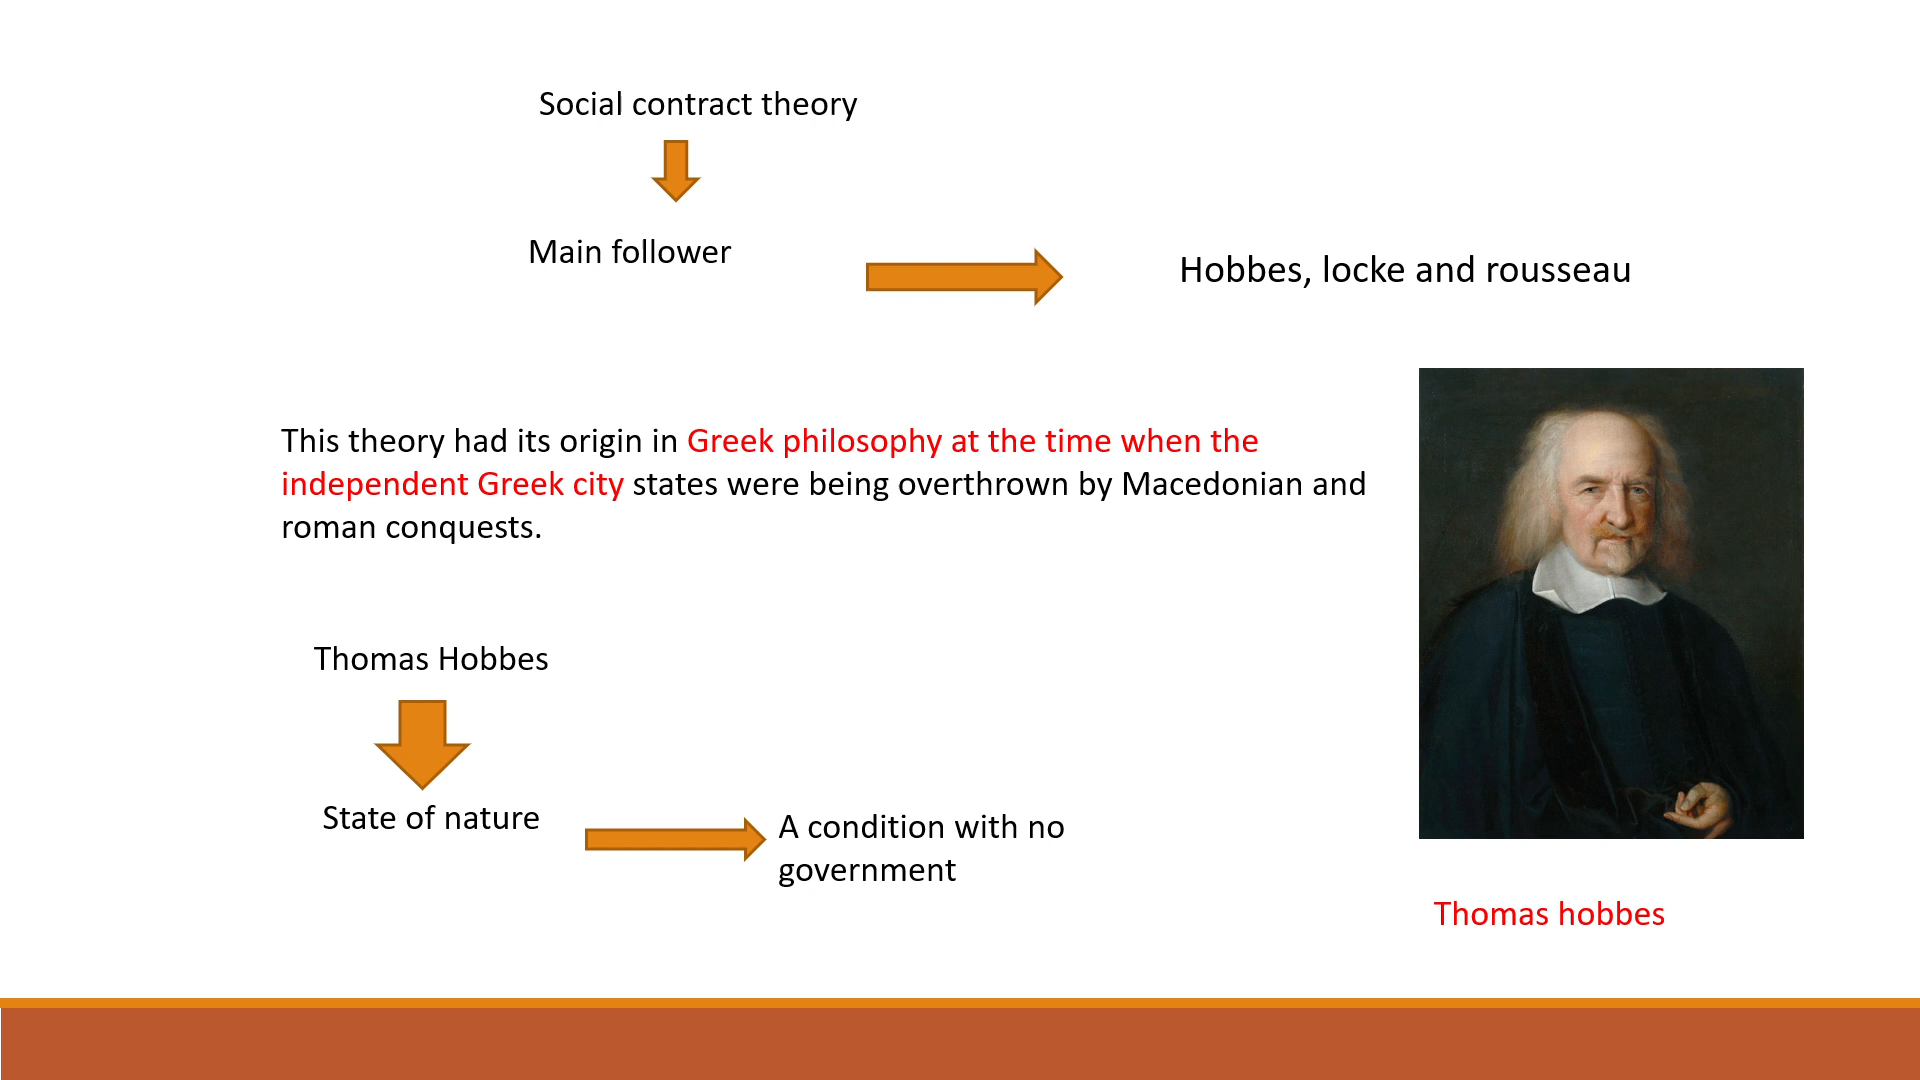 Social contract theory
Main follower
Hobbes, locke and rousseau
This theory had its origin in Greek philosophy at the time when the
independent Greek city states were being overthrown by Macedonian and
roman conquests.
Thomas Hobbes
State of nature
A condition with no
government
Thomas hobbes